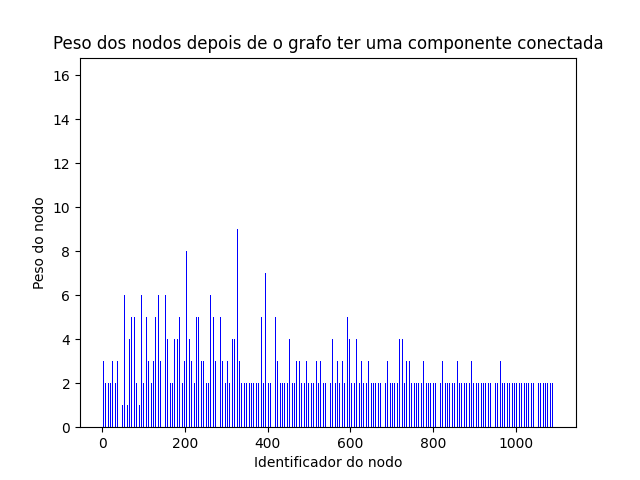 Peso dos nodos depois de o grafo ter uma componente conectada
16
14
12
10
8
6
4
2
0
Peso do nodo
0 200 400 600 800 1000
Identificador do nodo